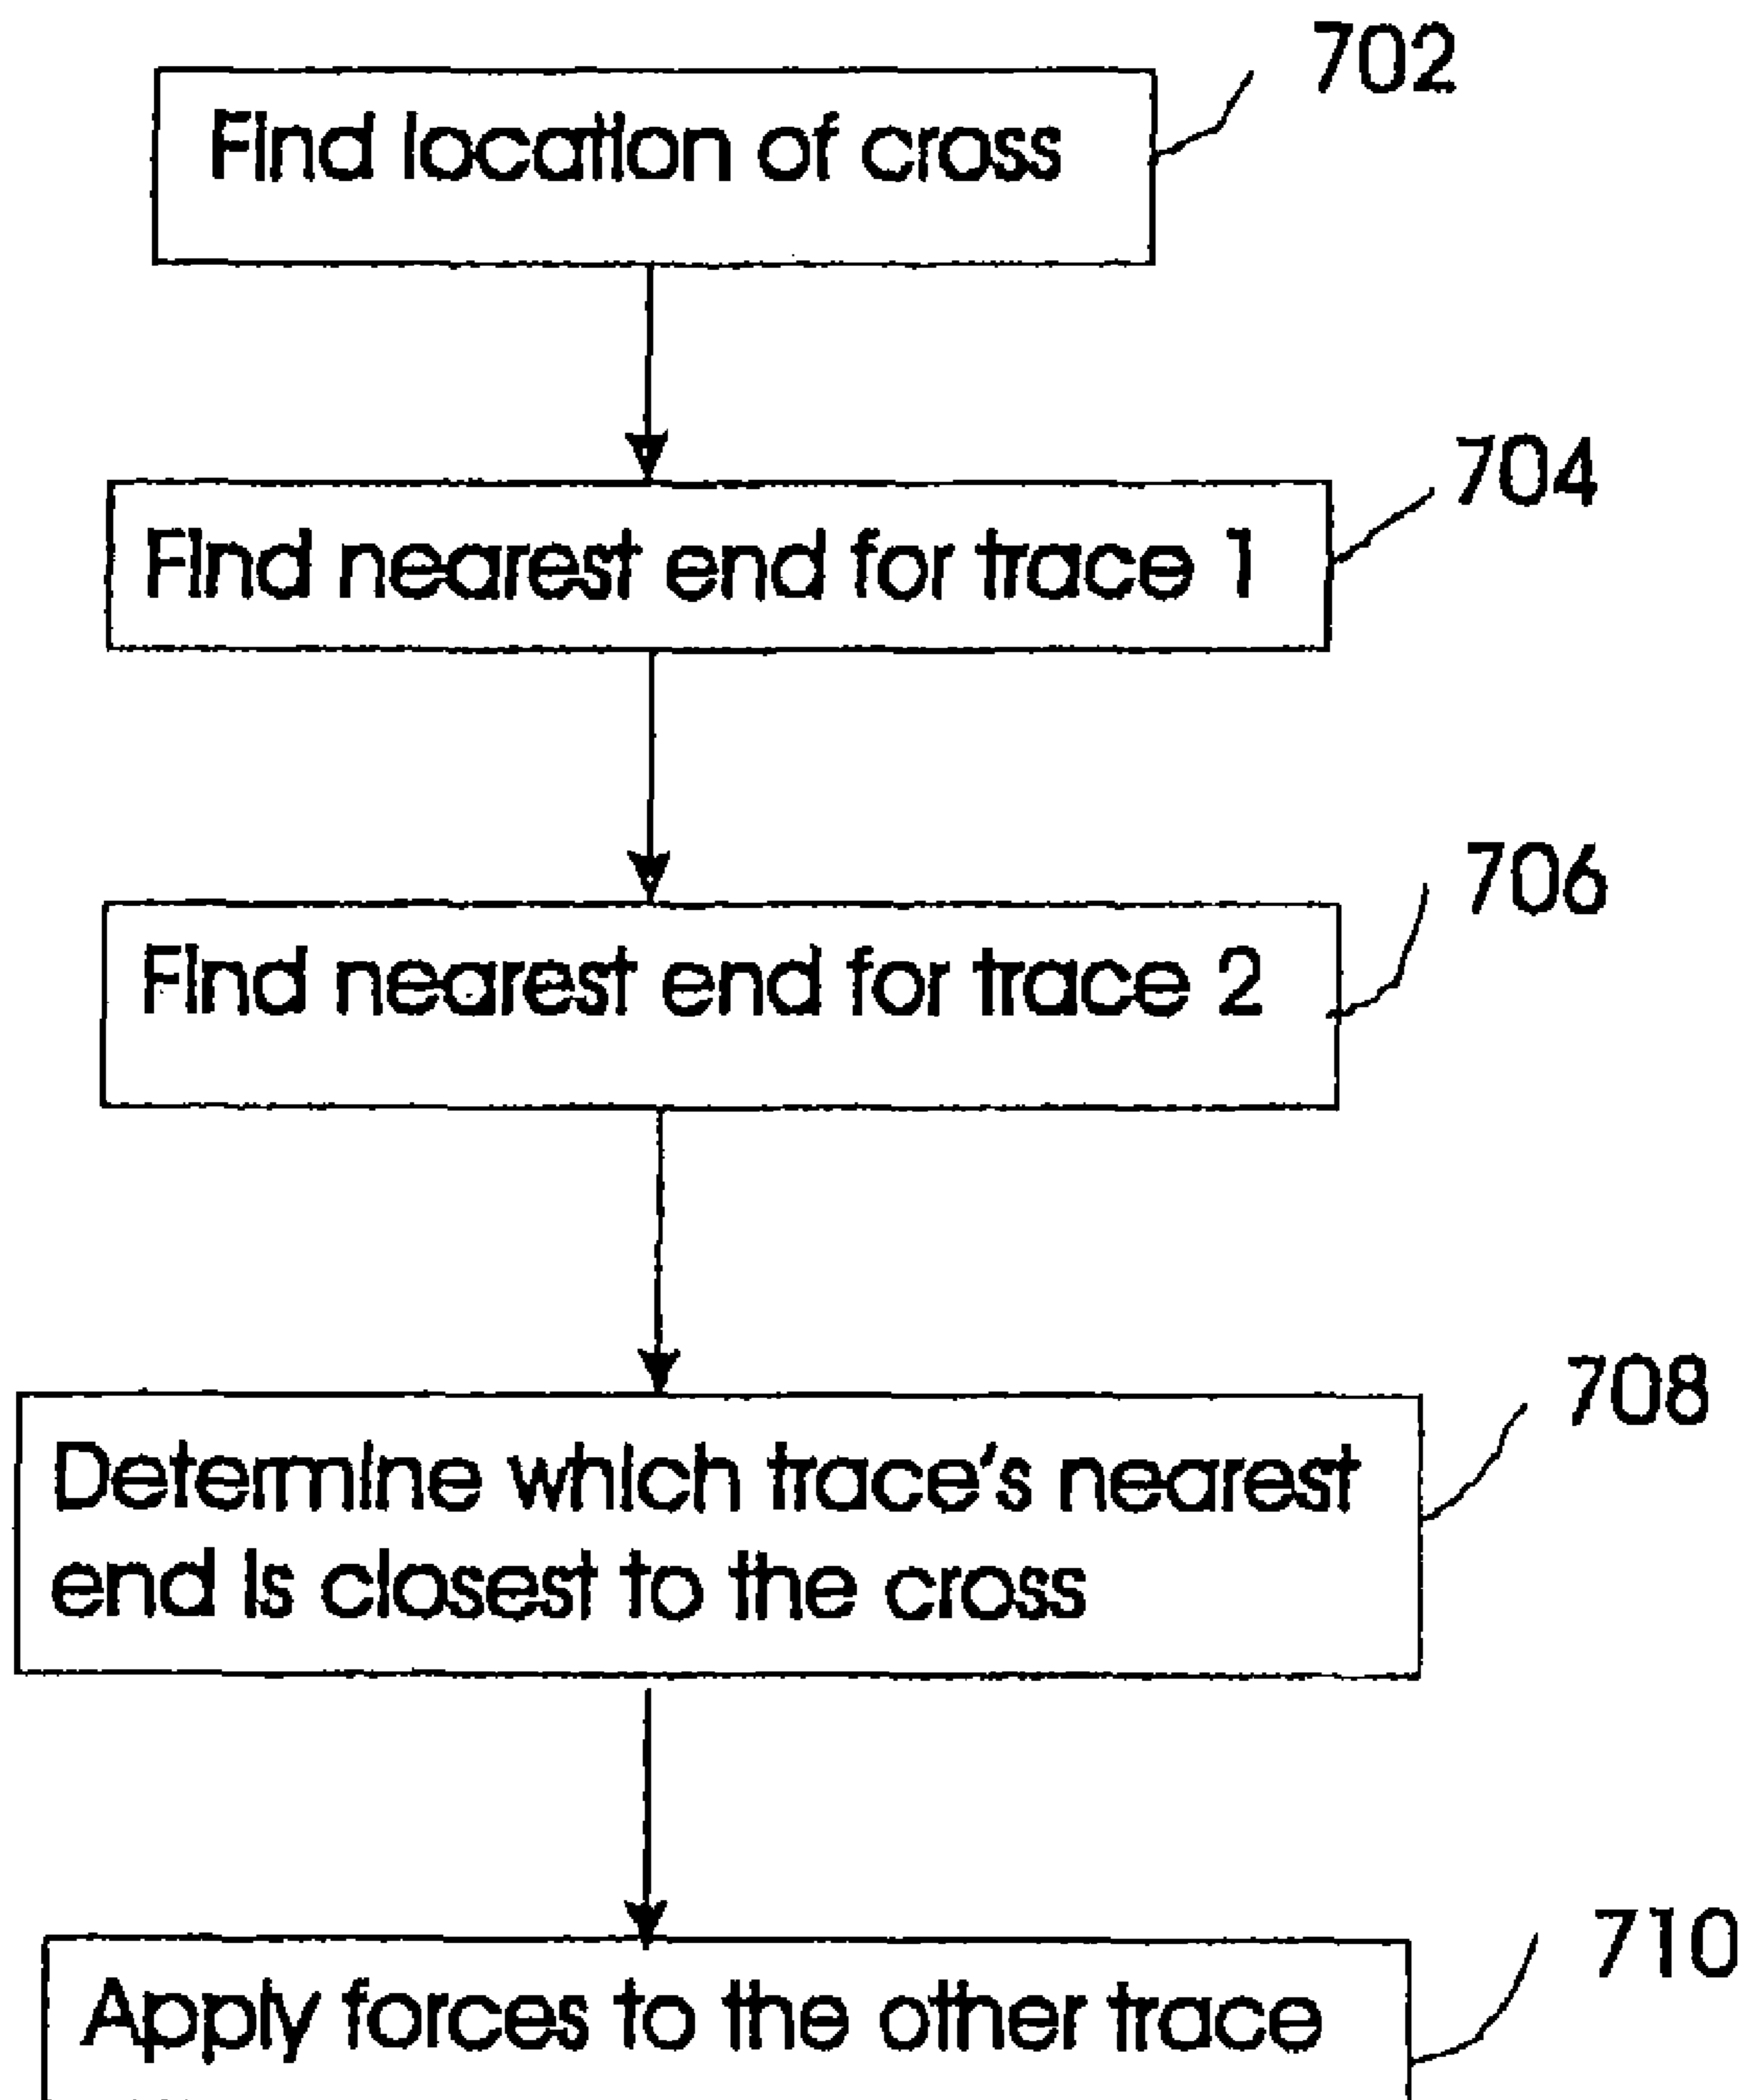 702
Find location of cross
704
Find nearest end for trace 1
706
Find nearest end for trace 2
708
Determine which trace's nearest
end is closest to the cross
710
Apply forces to the other trace